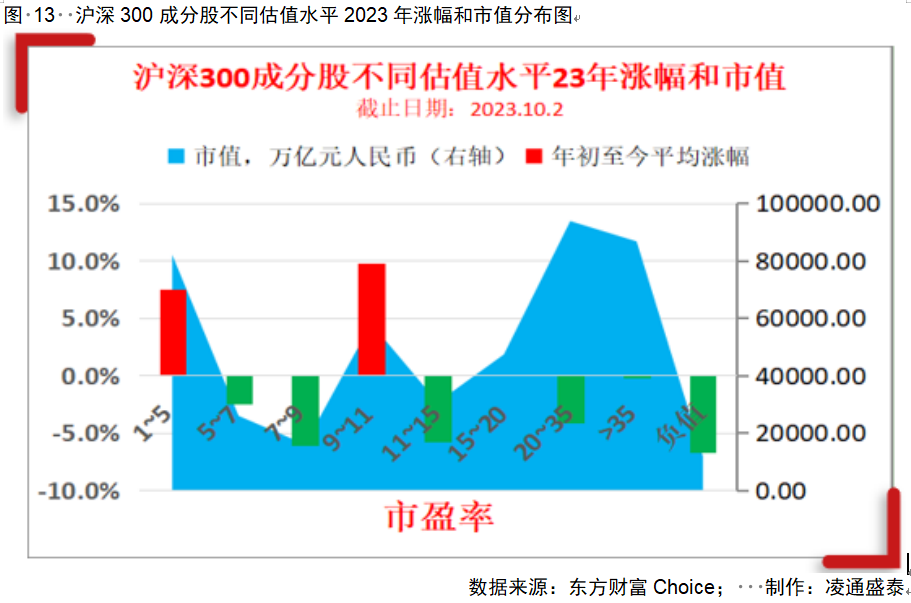 图·13··沪深 300 成分股不同估值水平 2023 年涨幅和市值分布图
沪深300成分股不同估值水平23年涨幅和市值
截止日期：2023.10.2
市值，万亿元人民币（右轴） 年初至今平均涨幅
15.0% 100000.00
10.0% 80000.00
5.0% 60000.00
0.0% 40000.00
-5.0% 20000.00
-10.0% 0.00
1~5 5~7 7~9 9~11 11~15 15~20 20~35 >35 负值
市盈率
数据来源：东方财富 Choice； ···制作：凌通盛泰